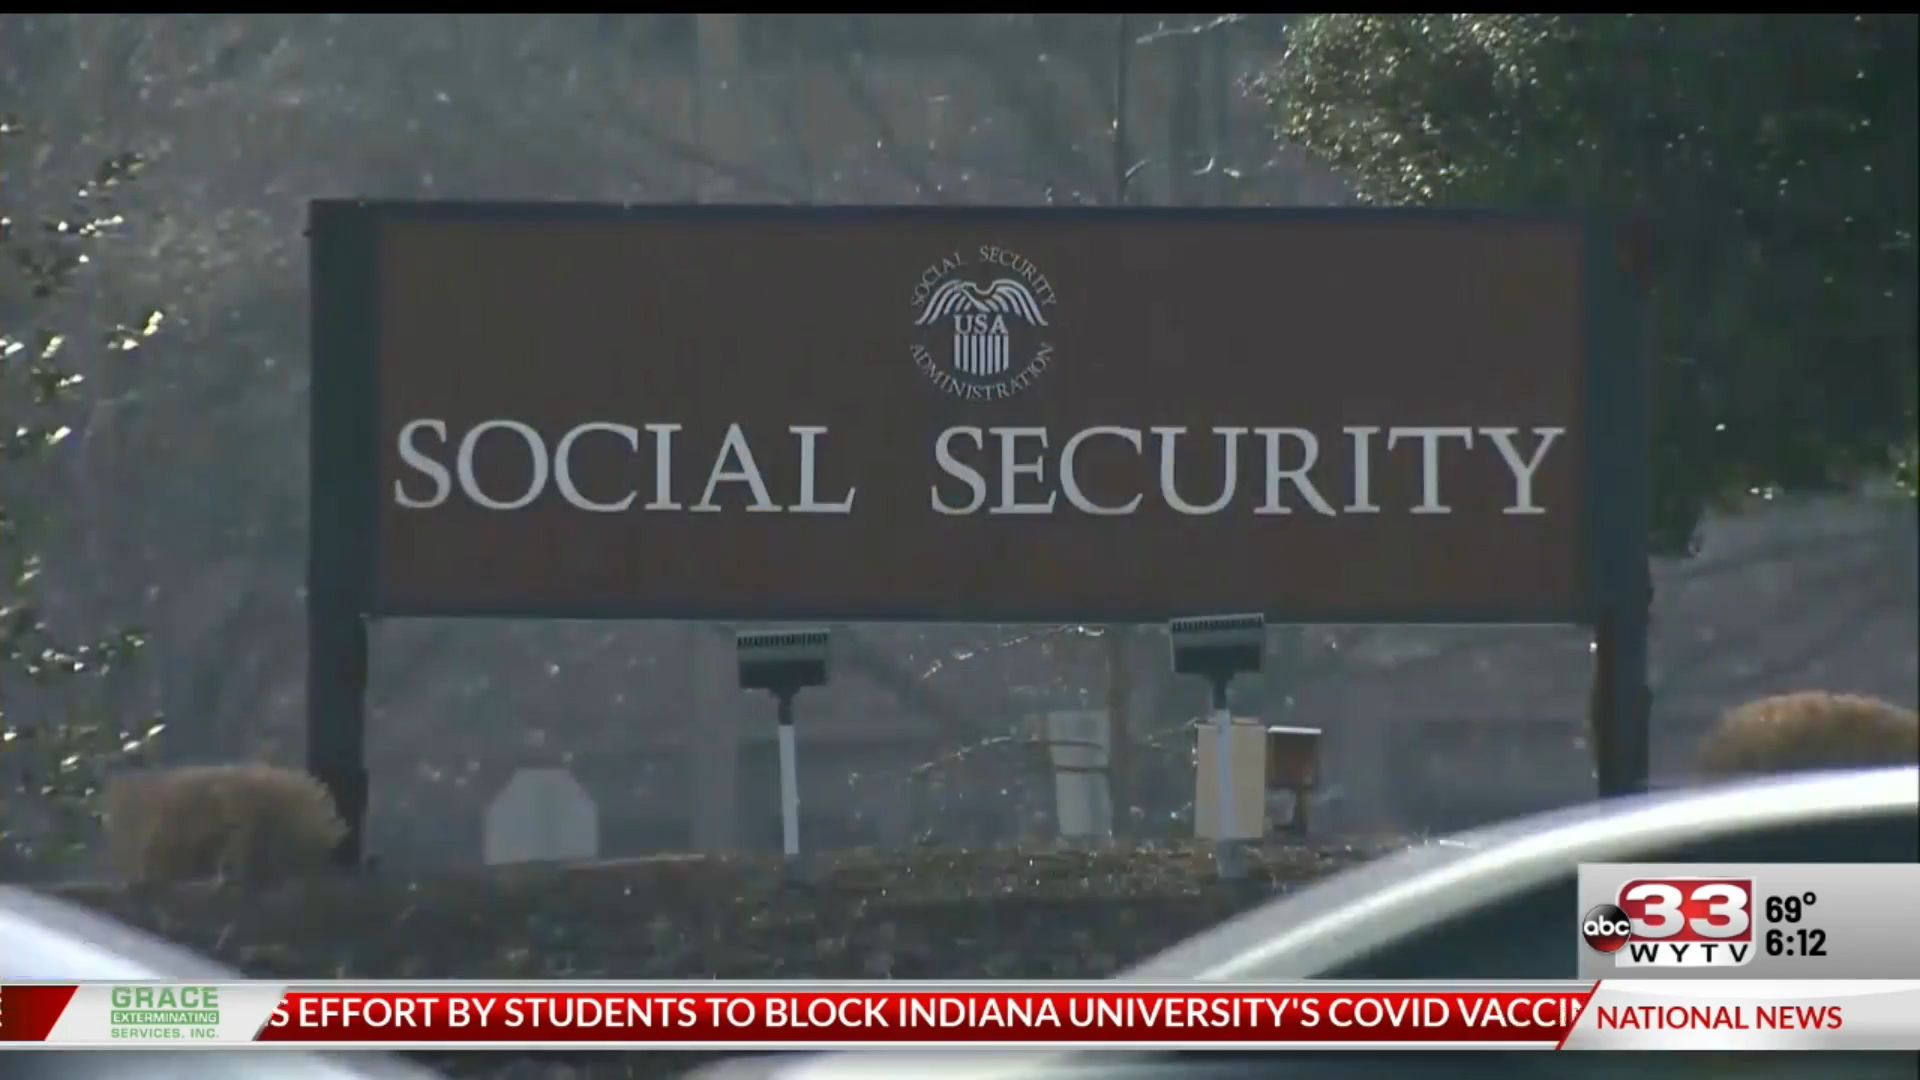 SOCIAL SECURITY
USA
ADMINISTRATION
SOCIAL SECURITY
abc 33 69°
WYTV 6:12
GRACE
EXTERMINATING
SERVICES, INC.
EFFORT BY STUDENTS TO BLOCK INDIANA UNIVERSITY'S COVID
NATIONAL NEWS